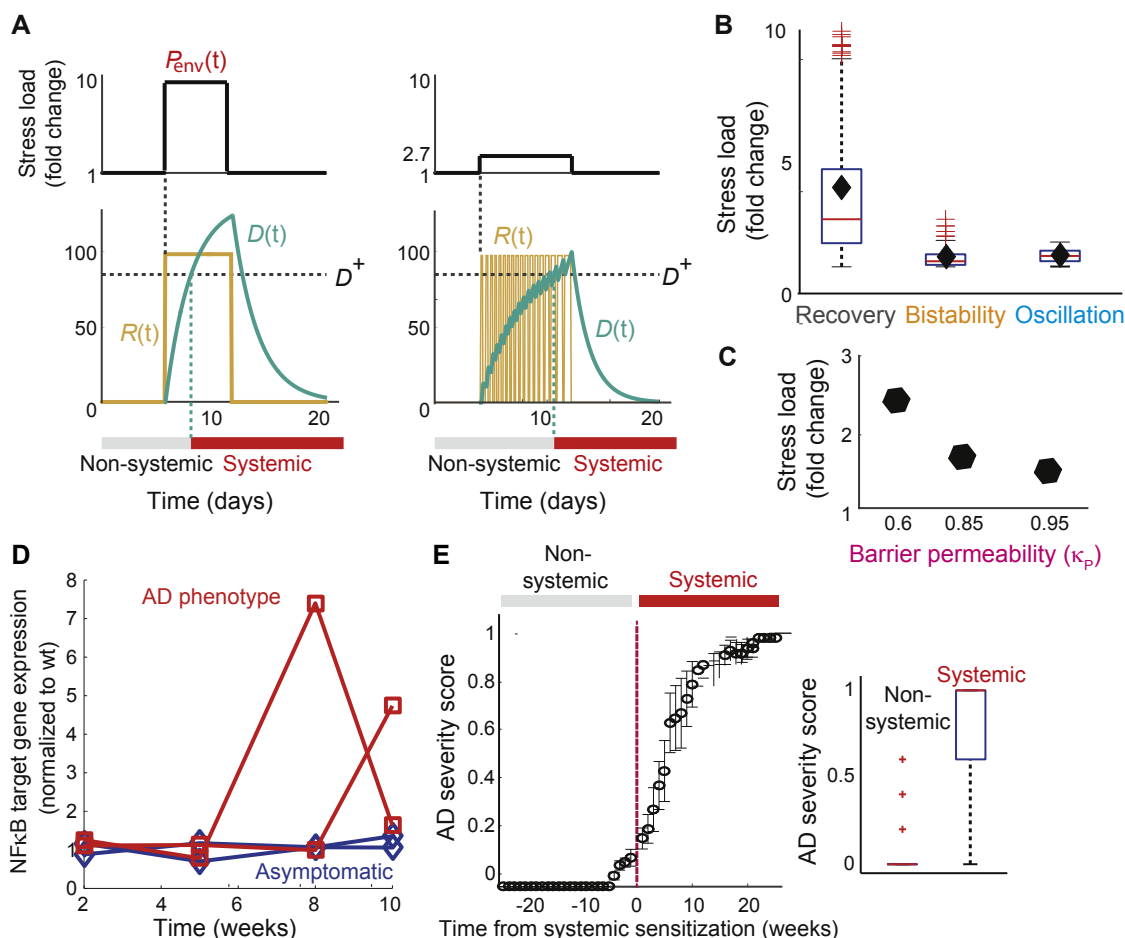 A
P_env(t)
Stress load
(fold change)
10
1
10
2.7
1
D(t)
R(t)
D+
100
50
0
10
20
R(t)
D(t)
D+
100
50
0
10
20
Non-systemic Systemic
Non-systemic Systemic
Time (days)
Time (days)
B
Stress load
(fold change)
10
5
0
Recovery Bistability Oscillation
C
Stress load
(fold change)
3
2
1
0.6 0.85 0.95
Barrier permeability (κP)
D
NFκB target gene expression
(normalized to wt)
8
7
6
5
4
3
2
1
0
AD phenotype
Asymptomatic
2 4 6 8 10
Time (weeks)
E
Non-
systemic
Systemic
AD severity score
1
0.8
0.6
0.4
0.2
0
-20 -10 0 10 20
Time from systemic sensitization (weeks)
AD severity score
1
0.5
0
Non-
systemic
Systemic